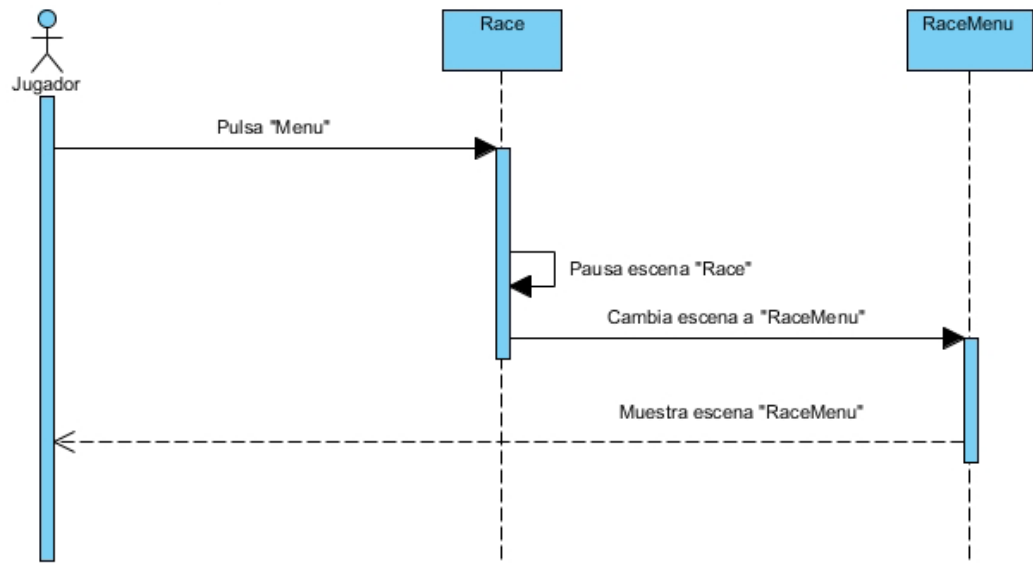 Race
RaceMenu
Jugador
Pulsa "Menu"
Pausa escena "Race"
Cambia escena a "RaceMenu"
Muestra escena "RaceMenu"